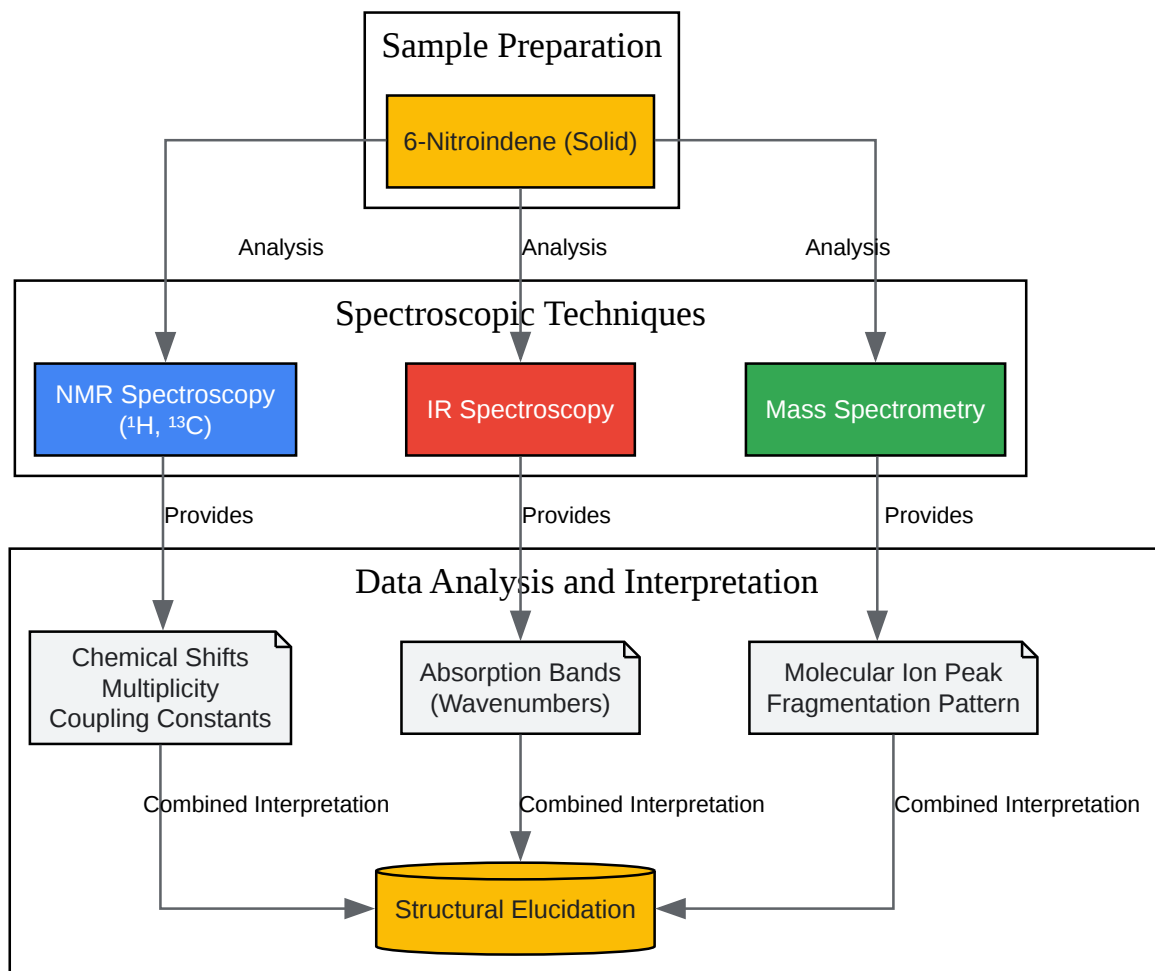 Sample Preparation
6-Nitroindene (Solid)
Analysis
Analysis
Analysis
Spectroscopic Techniques
NMR Spectroscopy
(¹H, ¹³C)
IR Spectroscopy
Mass Spectrometry
Provides
Provides
Provides
Data Analysis and Interpretation
Chemical Shifts
Multiplicity
Coupling Constants
Absorption Bands
(Wavenumbers)
Molecular Ion Peak
Fragmentation Pattern
Combined Interpretation
Combined Interpretation
Combined Interpretation
Structural Elucidation